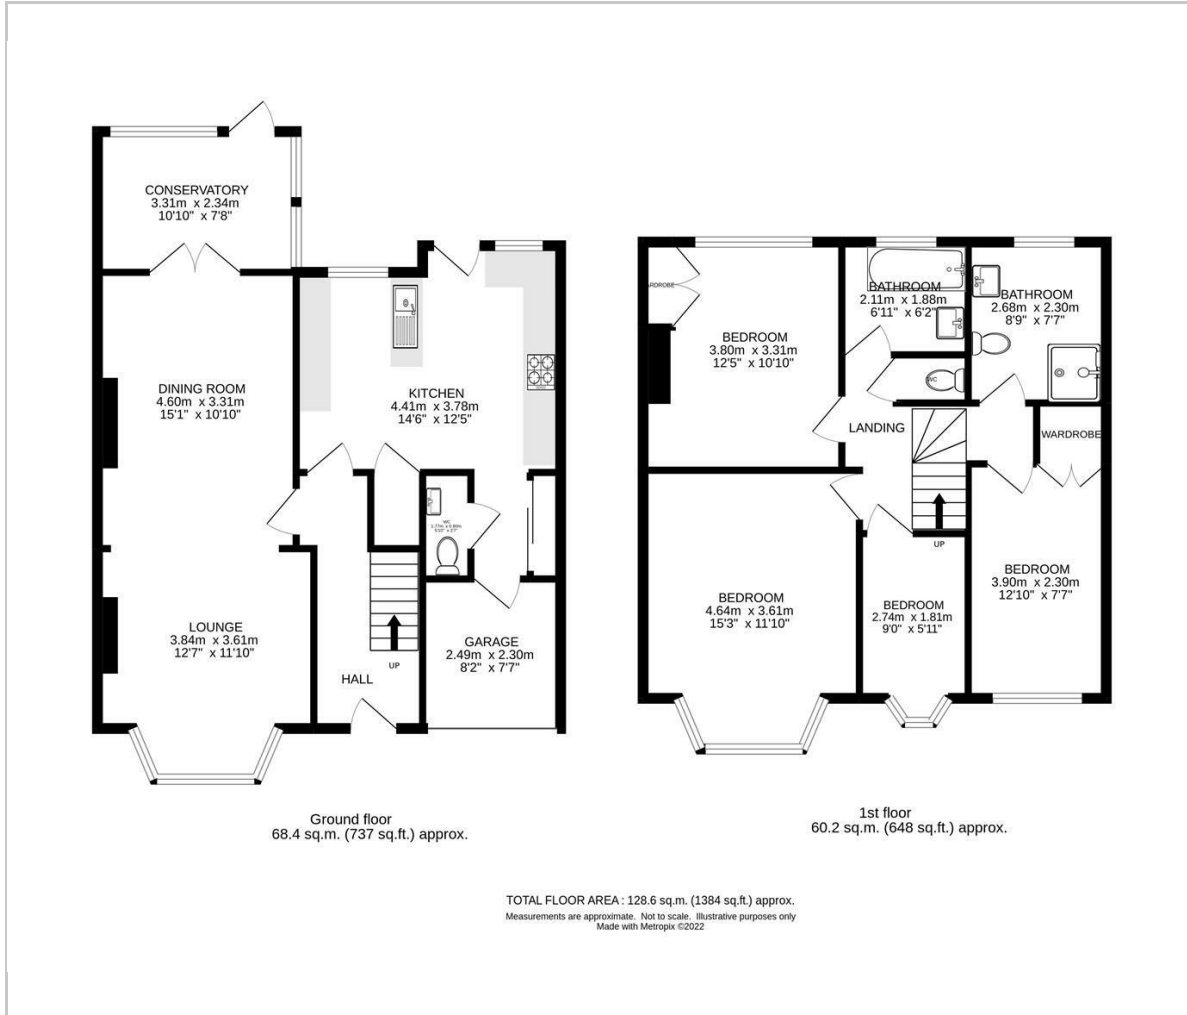 CONSERVATORY
3.31m x 2.34m
10'10" x 7'8"
DINING ROOM
4.60m x 3.31m
15'1" x 10'10"
KITCHEN
4.41m x 3.78m
14'6" x 12'5"
WC
LOUNGE
3.84m x 3.61m
12'7" x 11'10"
HALL
UP
GARAGE
2.49m x 2.30m
8'2" x 7'7"
Ground floor
68.4 sq.m. (737 sq.ft.) approx.
BEDROOM
3.80m x 3.31m
12'5" x 10'10"
BATHROOM
2.11m x 1.88m
6'11" x 6'2"
BATHROOM
2.68m x 2.30m
8'9" x 7'7"
WC
LANDING
WARDROBE
UP
BEDROOM
4.64m x 3.61m
15'3" x 11'10"
BEDROOM
2.74m x 1.81m
9'0" x 5'11"
BEDROOM
3.90m x 2.30m
12'10" x 7'7"
1st floor
60.2 sq.m. (648 sq.ft.) approx.
TOTAL FLOOR AREA : 128.6 sq.m. (1384 sq.ft.) approx.
Measurements are approximate. Not to scale. Illustrative purposes only
Made with Metropix ©2022